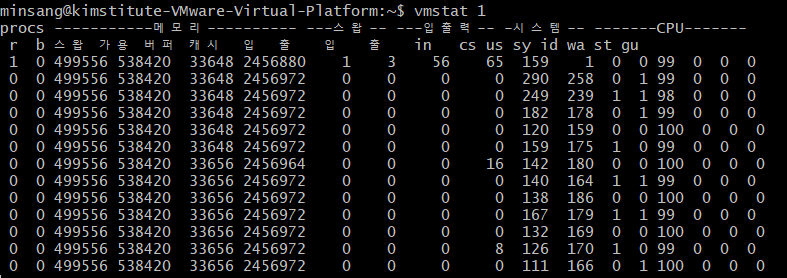 minsang@kimstitute-VMware-Virtual-Platform:~$ vmstat 1
procs -----------메모리---------- ---스왑-- ---입출력-- -시스템-- -------CPU-------
r b 스왑 가용 버퍼 캐시 입 출 입 출 in cs us sy id wa st gu
1 0 499556 538420 33648 2456880 1 3 56 65 159 1 0 0 99 0 0 0
0 0 499556 538420 33648 2456972 0 0 0 0 290 258 0 1 99 0 0 0
0 0 499556 538420 33648 2456972 0 0 0 0 249 239 1 1 98 0 0 0
0 0 499556 538420 33648 2456972 0 0 0 0 182 178 0 1 99 0 0 0
0 0 499556 538420 33648 2456972 0 0 0 0 120 159 0 0 100 0 0 0
0 0 499556 538420 33648 2456972 0 0 0 0 159 175 1 0 99 0 0 0
0 0 499556 538420 33656 2456964 0 0 0 16 142 180 0 0 100 0 0 0
0 0 499556 538420 33656 2456972 0 0 0 0 140 164 1 1 99 0 0 0
0 0 499556 538420 33656 2456972 0 0 0 0 138 186 0 0 100 0 0 0
0 0 499556 538420 33656 2456972 0 0 0 0 167 179 1 1 99 0 0 0
0 0 499556 538420 33656 2456972 0 0 0 0 132 169 0 0 100 0 0 0
0 0 499556 538420 33656 2456972 0 0 0 8 126 170 1 0 99 0 0 0
0 0 499556 538420 33656 2456972 0 0 0 0 111 166 0 1 100 0 0 0